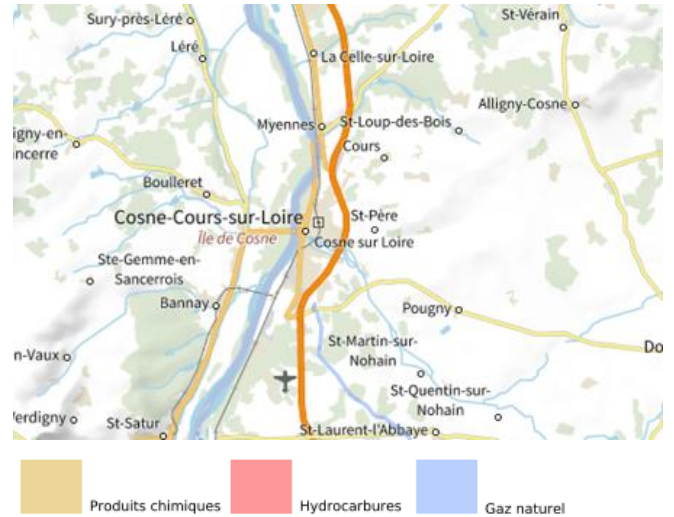 St-Vérain
Sury-près-Léré
Léré
La Celle-sur-Loire
Alligny-Cosne
Myennes
St-Loup-des-Bois
igny-en-
ncerre
Cours
Boulleret
Cosne-Cours-sur-Loire
St-Père
Île de Cosne
Cosne sur Loire
Ste-Gemme-en-
Sancerrois
Bannay
Pougny
St-Martin-sur-
Nohain
Do
n-Vaux
St-Quentin-sur-
Nohain
erdigny
St-Satur
St-Laurent-l'Abbaye
Produits chimiques
Hydrocarbures
Gaz naturel